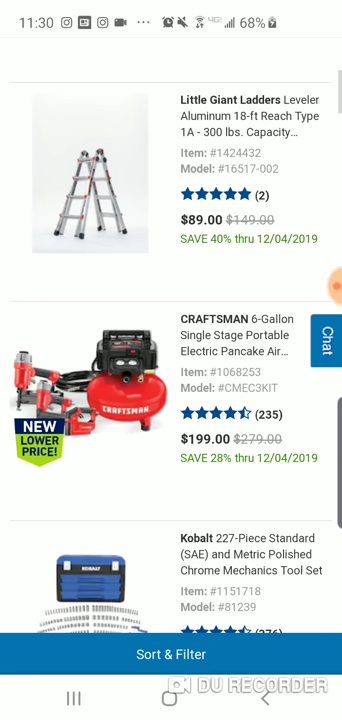 11:30
68%
Little Giant Ladders Leveler
Aluminum 18-ft Reach Type
1A - 300 lbs. Capacity…
Item: #1424432
Model: #16517-002
(2)
$89.00 $149.00
SAVE 40% thru 12/04/2019
CRAFTSMAN 6-Gallon
Single Stage Portable
Electric Pancake Air…
Item: #1068253
Model: #CMEC3KIT
(235)
$199.00 $279.00
SAVE 28% thru 12/04/2019
CRAFTSMAN
NEW
LOWER
PRICE!
Chat
Kobalt 227-Piece Standard
(SAE) and Metric Polished
Chrome Mechanics Tool Set
Item: #1151718
Model: #81239
KOBALT
Sort & Filter
DU RECORDER